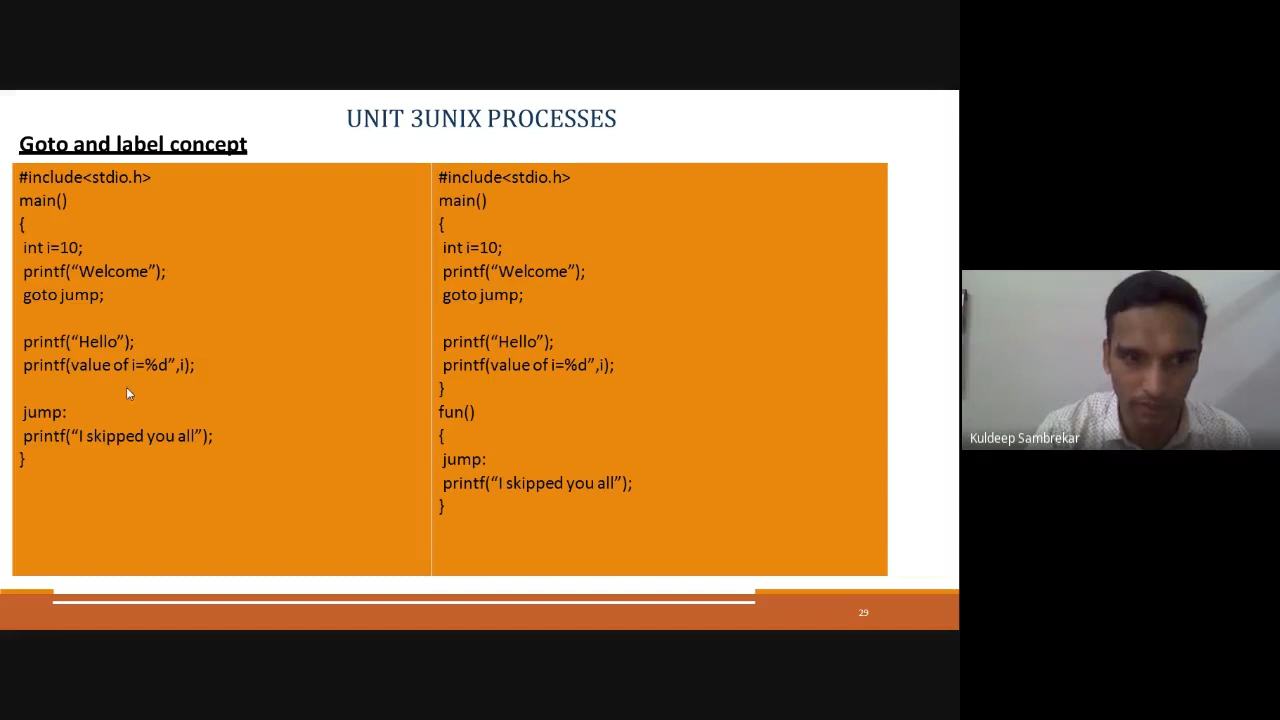 UNIT 3UNIX PROCESSES
Goto and label concept
#include<stdio.h>
main()
{
int i=10;
printf(“Welcome”);
goto jump;
printf(“Hello”);
printf(value of i=%d”,i);
jump:
printf(“I skipped you all”);
}
#include<stdio.h>
main()
{
int i=10;
printf(“Welcome”);
goto jump;
printf(“Hello”);
printf(value of i=%d”,i);
}
fun()
{
jump:
printf(“I skipped you all”);
}
29
Kuldeep Sambrekar